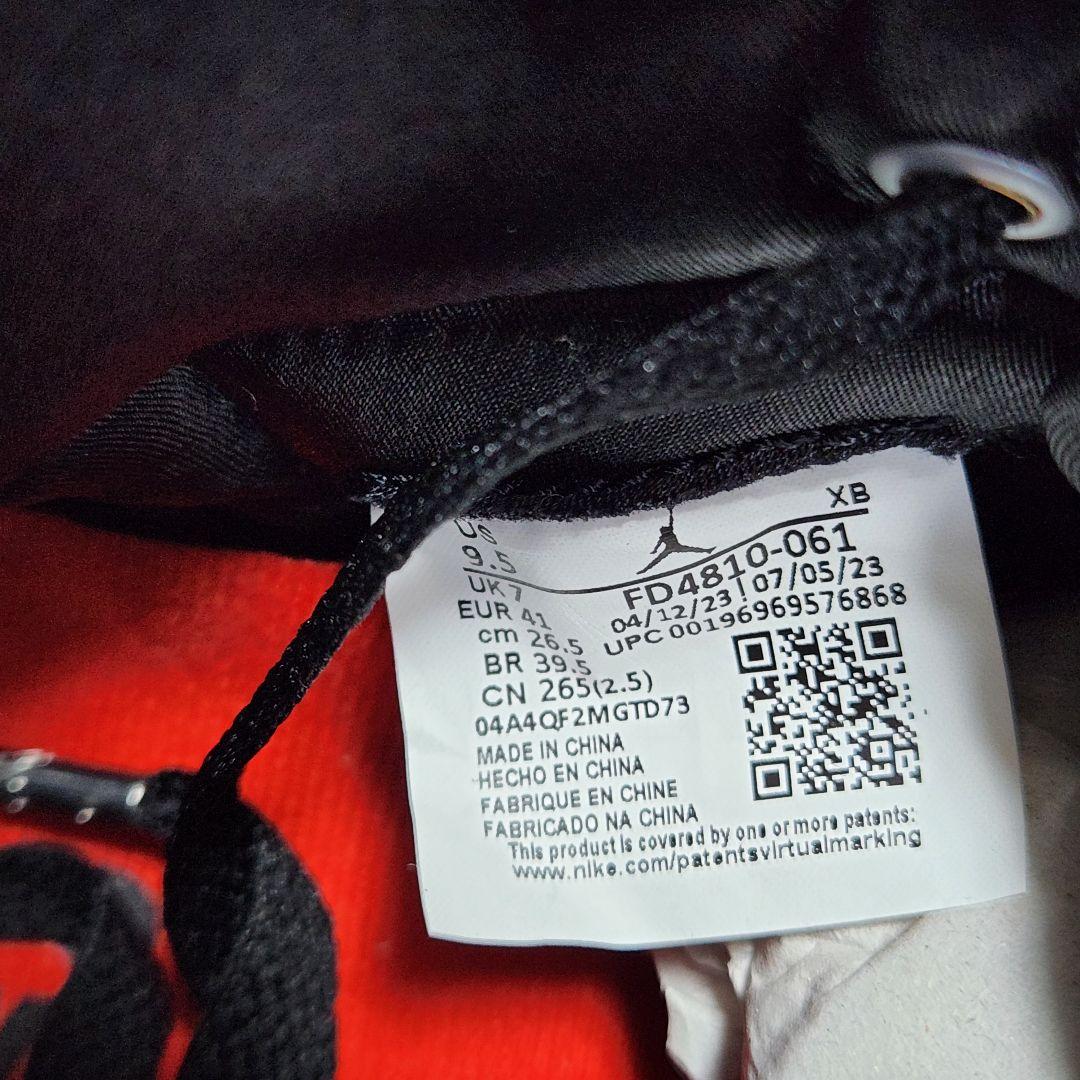 XB
US 9.5
UK 7
EUR 41
cm 26.5
BR 39.5
CN 265(2.5)
FD4810-061
04/12/23 07/05/23
UPC 00196969576868
04A4QF2MGTD73
MADE IN CHINA
HECHO EN CHINA
FABRIQUE EN CHINE
FABRICADO NA CHINA
This product is covered by one or more patents:
www.nike.com/patentsvirtualmarking